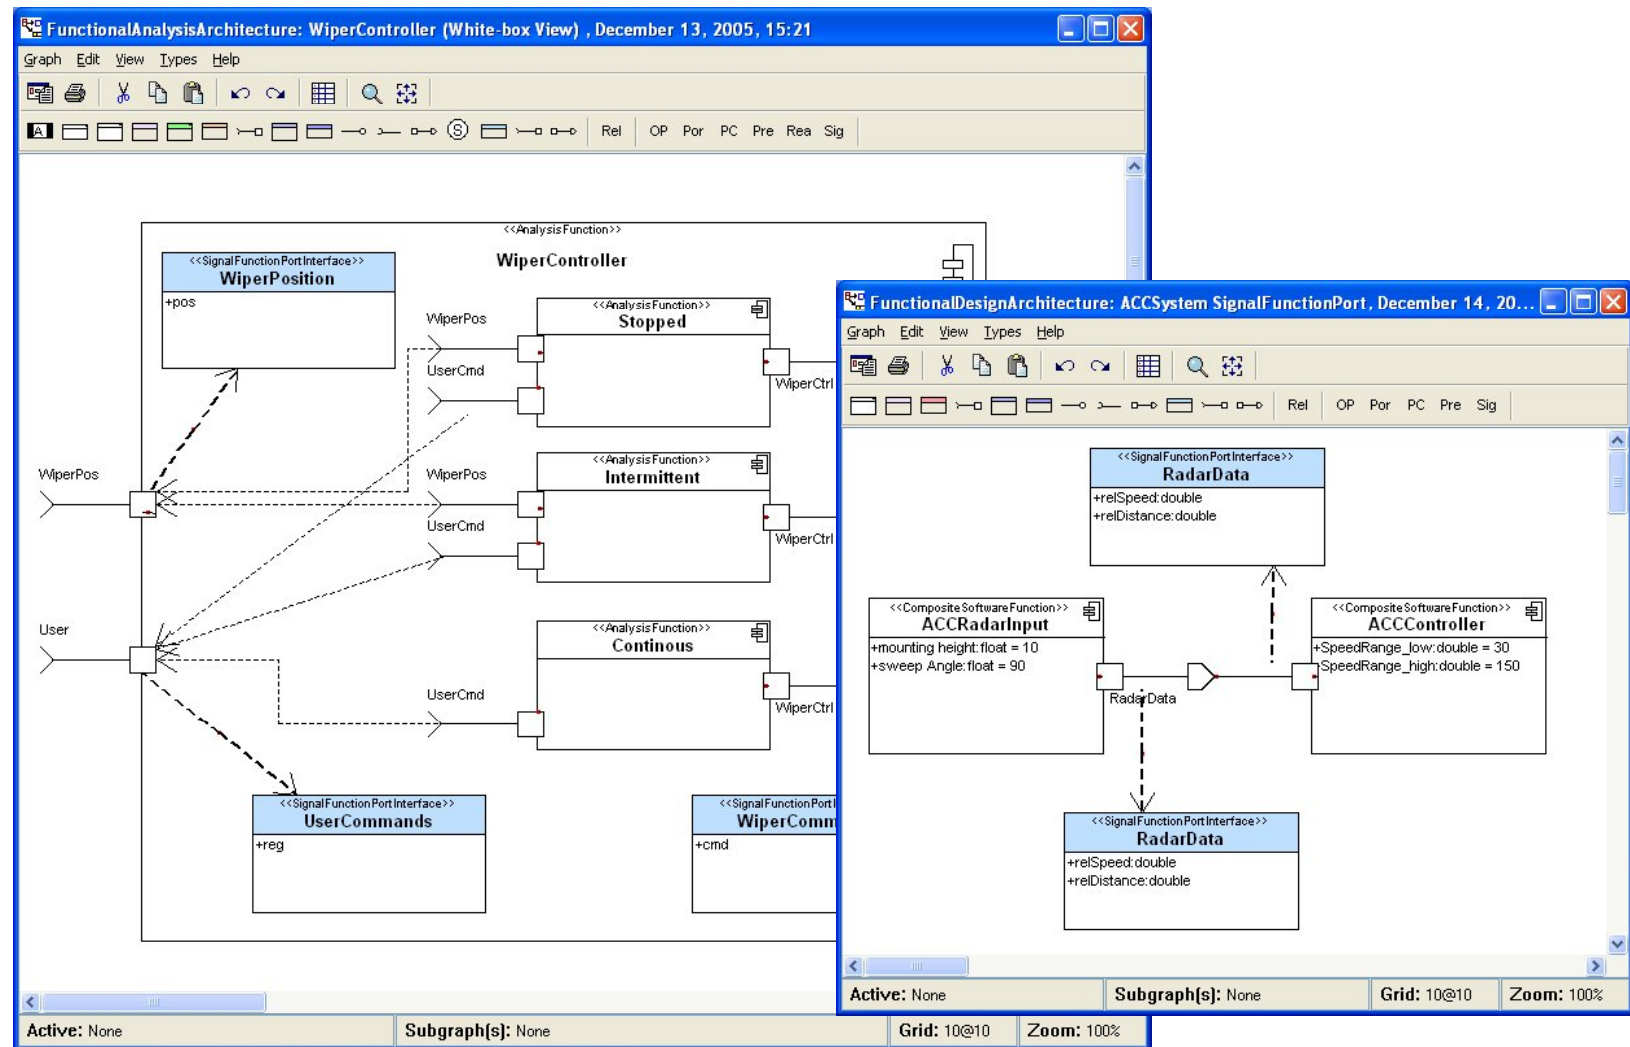 FunctionalAnalysisArchitecture: WiperController (White-box View) , December 13, 2005, 15:21
Graph Edit View Types Help
A S Rel OP Por PC Pre Rea Sig
<<AnalysisFunction>>
WiperController
<<SignalFunctionPortInterface>>
WiperPosition
+pos
<<AnalysisFunction>>
Stopped
WiperPos
UserCmd
WiperCtrl
<<AnalysisFunction>>
Intermittent
WiperPos
UserCmd
WiperCtrl
WiperPos
User
<<AnalysisFunction>>
Continous
UserCmd
WiperCtrl
<<SignalFunctionPortInterface>>
UserCommands
+reg
<<SignalFunctionPortI
WiperComm
+cmd
Active: None Subgraph(s): None Grid: 10@10 Zoom: 100%
FunctionalDesignArchitecture: ACCSystem SignalFunctionPort, December 14, 20...
Graph Edit View Types Help
Rel OP Por PC Pre Sig
<<SignalFunctionPortInterface>>
RadarData
+relSpeed:double
+relDistance:double
<<CompositeSoftwareFunction>>
ACCRadarInput
+mounting height:float = 10
+sweep Angle:float = 90
RadarData
<<CompositeSoftwareFunction>>
ACCController
+SpeedRange_low:double = 30
+SpeedRange_high:double = 150
<<SignalFunctionPortInterface>>
RadarData
+relSpeed:double
+relDistance:double
Active: None Subgraph(s): None Grid: 10@10 Zoom: 100%